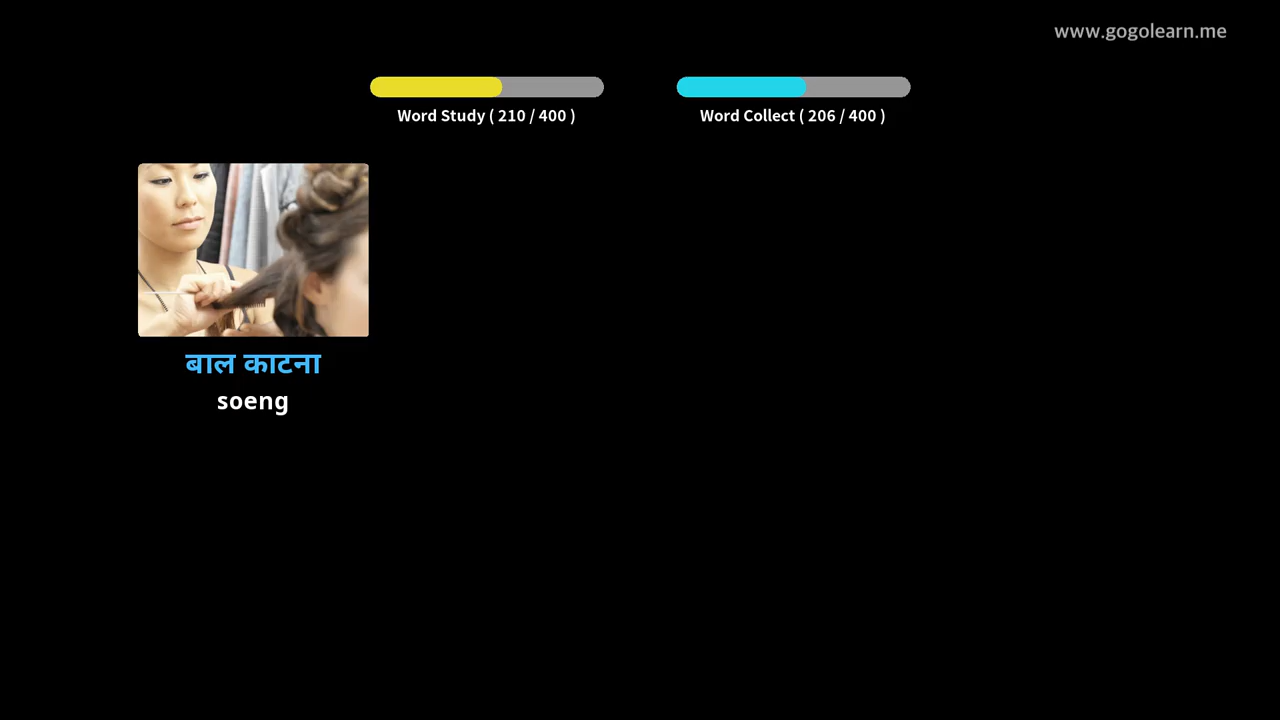 www.gogolearn.me
Word Study ( 210 / 400 )
Word Collect ( 206 / 400 )
बाल काटना
soeng